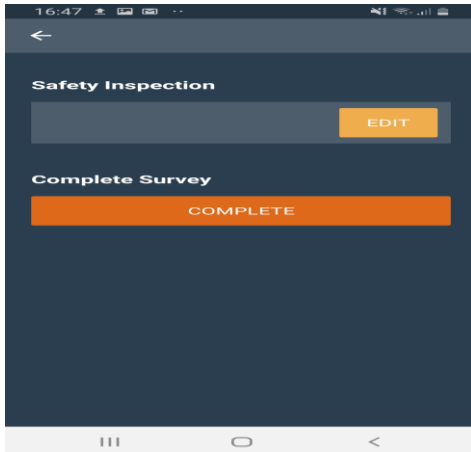 16:47
Safety Inspection
EDIT
Complete Survey
COMPLETE